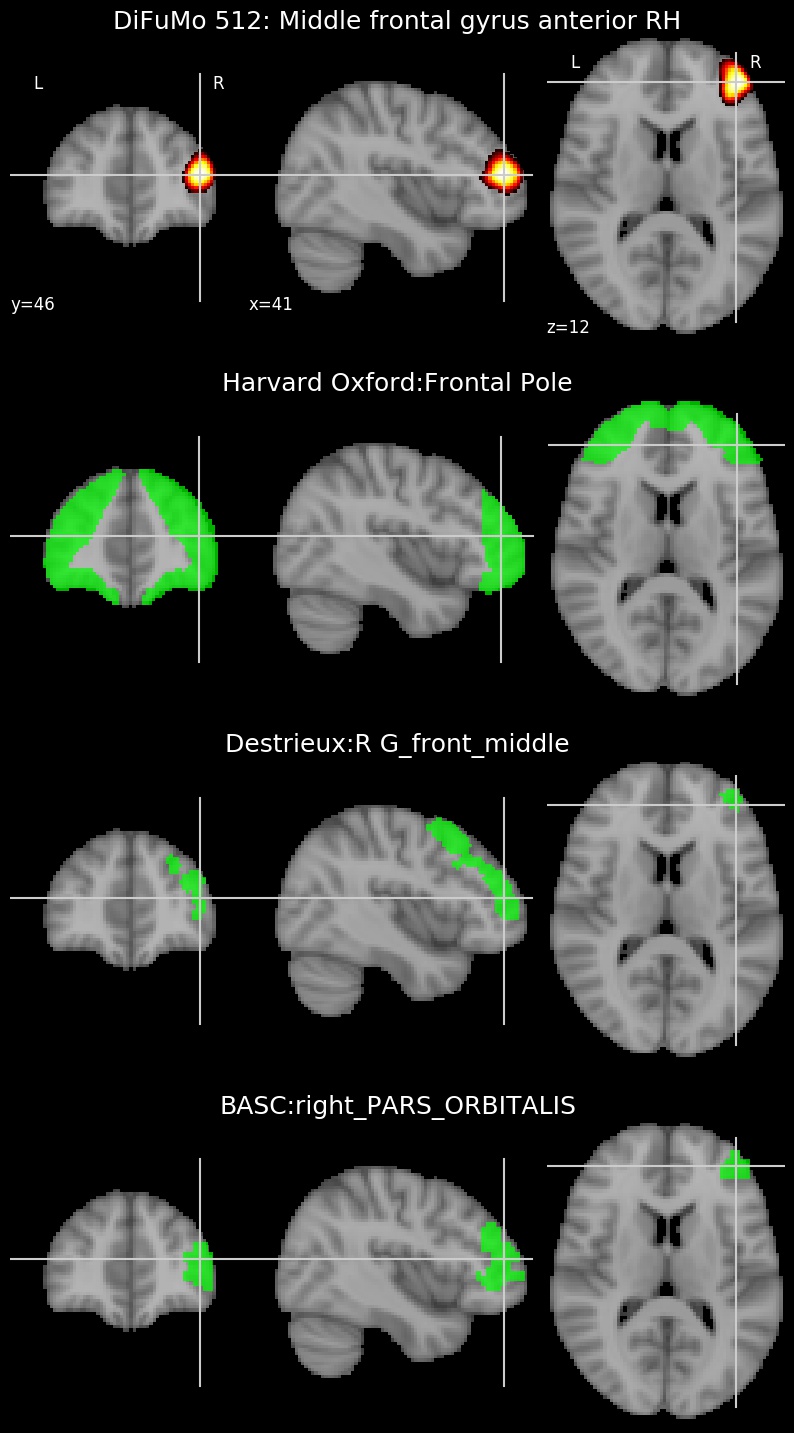 DiFuMo 512: Middle frontal gyrus anterior RH
L R L R
y=46 x=41 z=12
Harvard Oxford:Frontal Pole
Destrieux:R G_front_middle
BASC:right_PARS_ORBITALIS